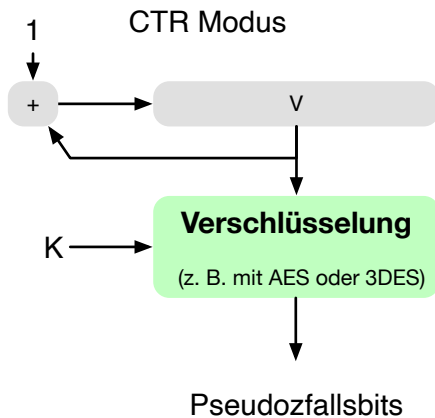 CTR Modus
1
+
V
K
Verschlüsselung
(z. B. mit AES oder 3DES)
Pseudozfallsbits